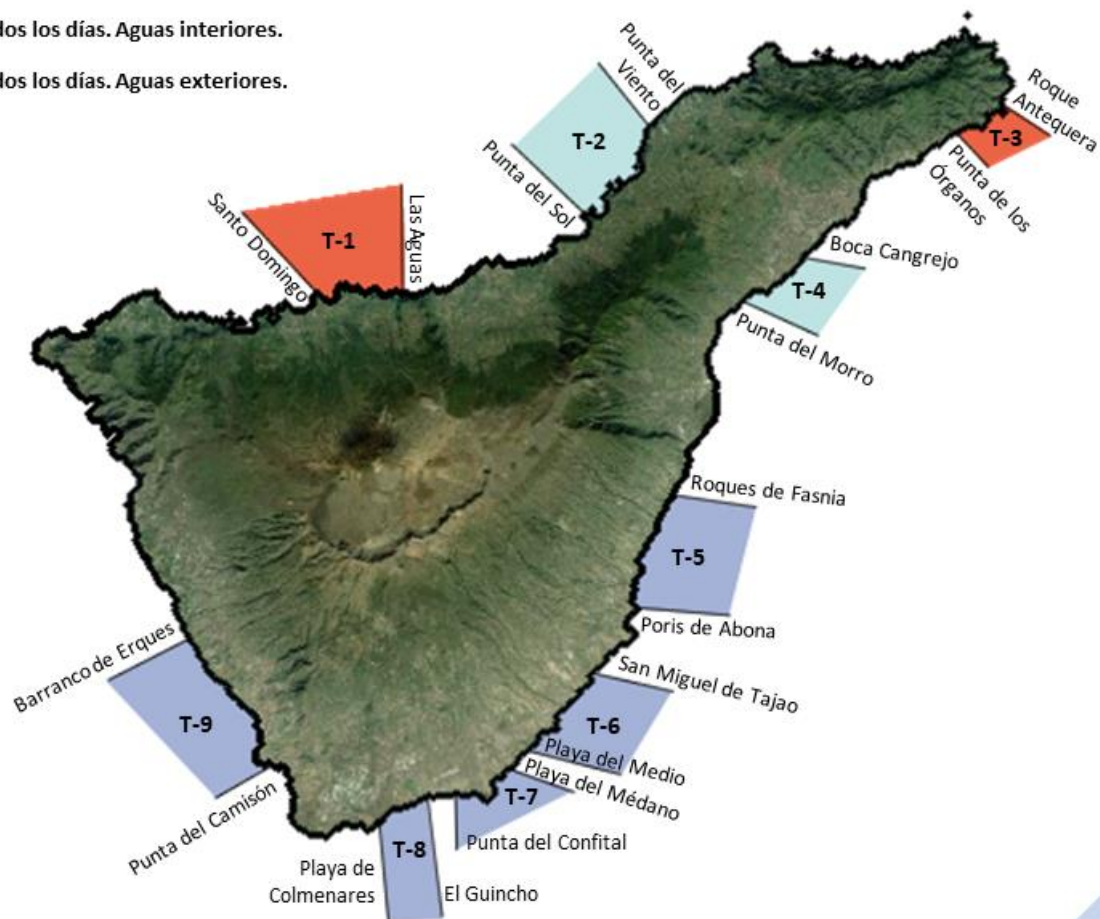 dos los días. Aguas interiores.
dos los días. Aguas exteriores.
Punta del
Viento
T-2
Punta del Sol
Roque
Antequera
T-3
Punta de los
Órganos
Santo Domingo
T-1
Las Aguas
Boca Cangrejo
T-4
Punta del Morro
Roques de Fasnia
T-5
Poris de Abona
Barranco de Erques
T-9
Punta del Camisón
San Miguel de Tajao
T-6
Playa del Medio
Playa del Médano
T-7
Punta del Confital
T-8
Playa de
Colmenares
El Guincho